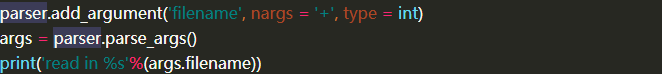 parser.add_argument('filename', nargs = '+', type = int)
args = parser.parse_args()
print('read in %s'%(args.filename))